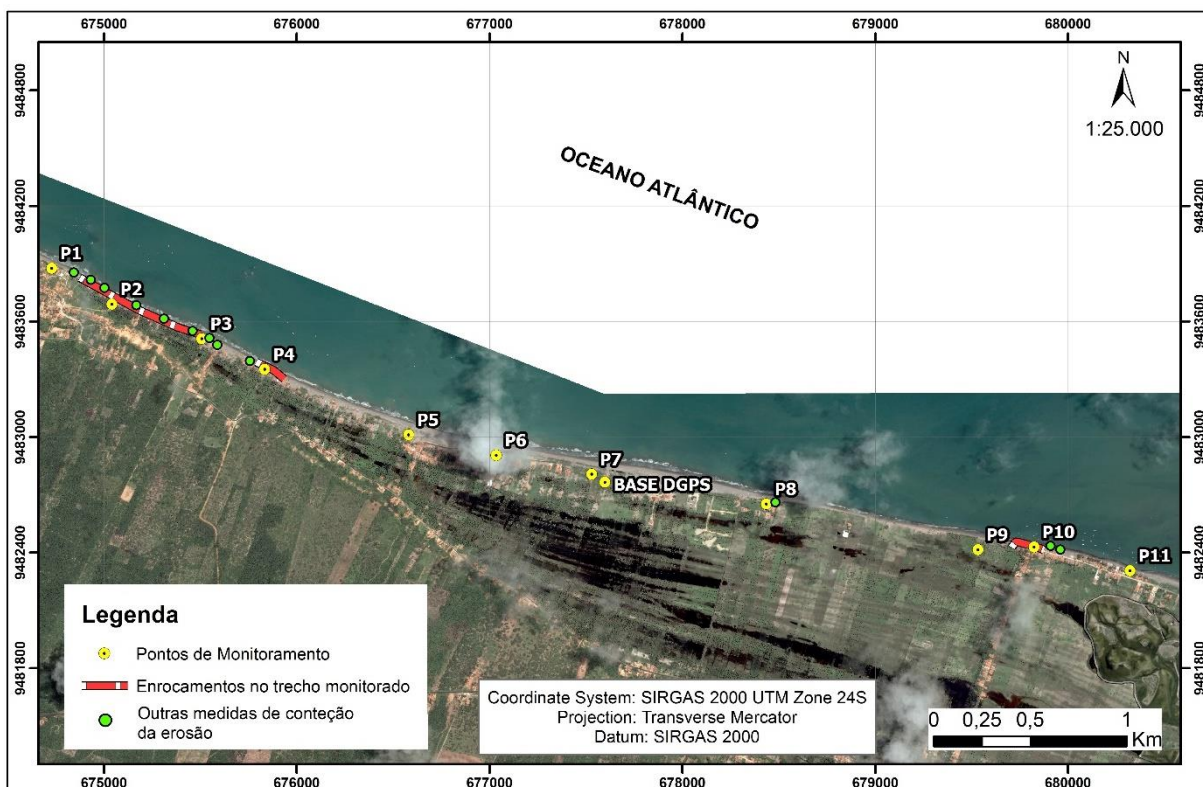 675000 676000 677000 678000 679000 680000
9484800 9484800
N
1:25.000
OCEANO ATLÂNTICO
9484200 9484200
P1
P2
9483600 9483600
P3
P4
P5
9483000 9483000
P6
P7
BASE DGPS
P8
P9
P10
9482400 9482400
P11
Legenda
Pontos de Monitoramento
Enrocamentos no trecho monitorado
Outras medidas de conteção
da erosão
9481800 9481800
Coordinate System: SIRGAS 2000 UTM Zone 24S
Projection: Transverse Mercator
Datum: SIRGAS 2000
0 0,25 0,5 1
Km
675000 676000 677000 678000 679000 680000